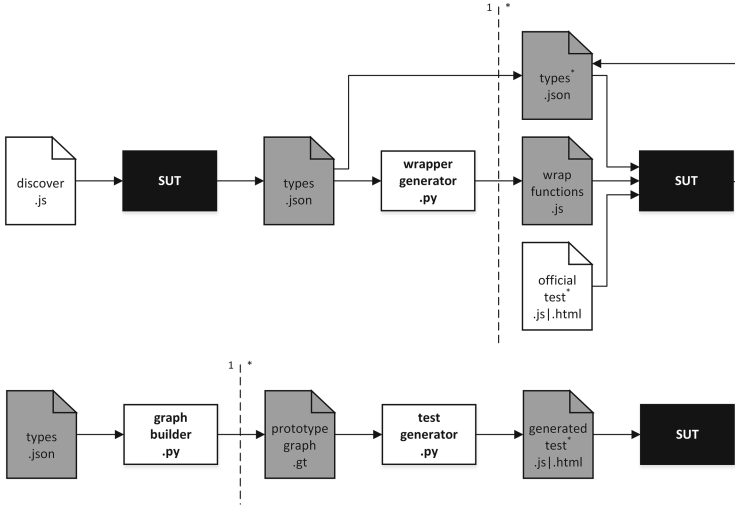 1 *
types*
.json
discover
.js
SUT
types
.json
wrapper
generator
.py
wrap
functions
.js
SUT
official
test*
.js|.html
1 *
types
.json
graph
builder
.py
prototype
graph
.gt
test
generator
.py
generated
test*
.js|.html
SUT